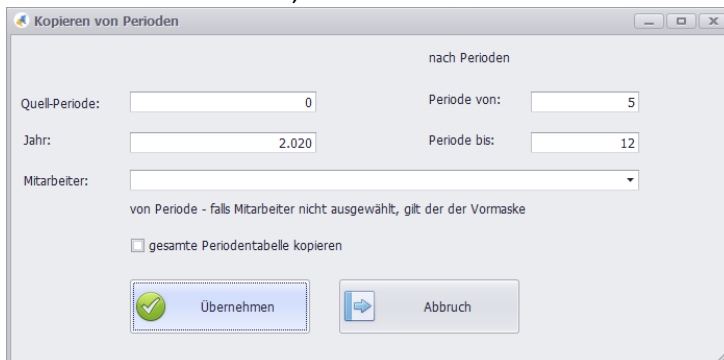 Kopieren von Perioden
nach Perioden
Quell-Periode: 0 Periode von: 5
Jahr: 2.020 Periode bis: 12
Mitarbeiter:
von Periode - falls Mitarbeiter nicht ausgewählt, gilt der der Vormaske
gesamte Periodentabelle kopieren
Übernehmen Abbruch